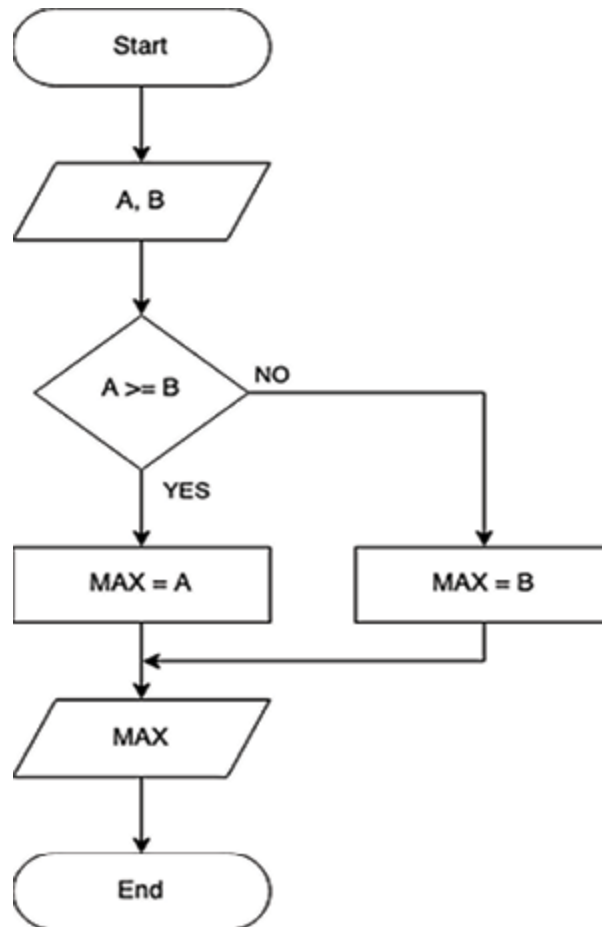 Start
A, B
A >= B
NO
YES
MAX = A
MAX = B
MAX
End